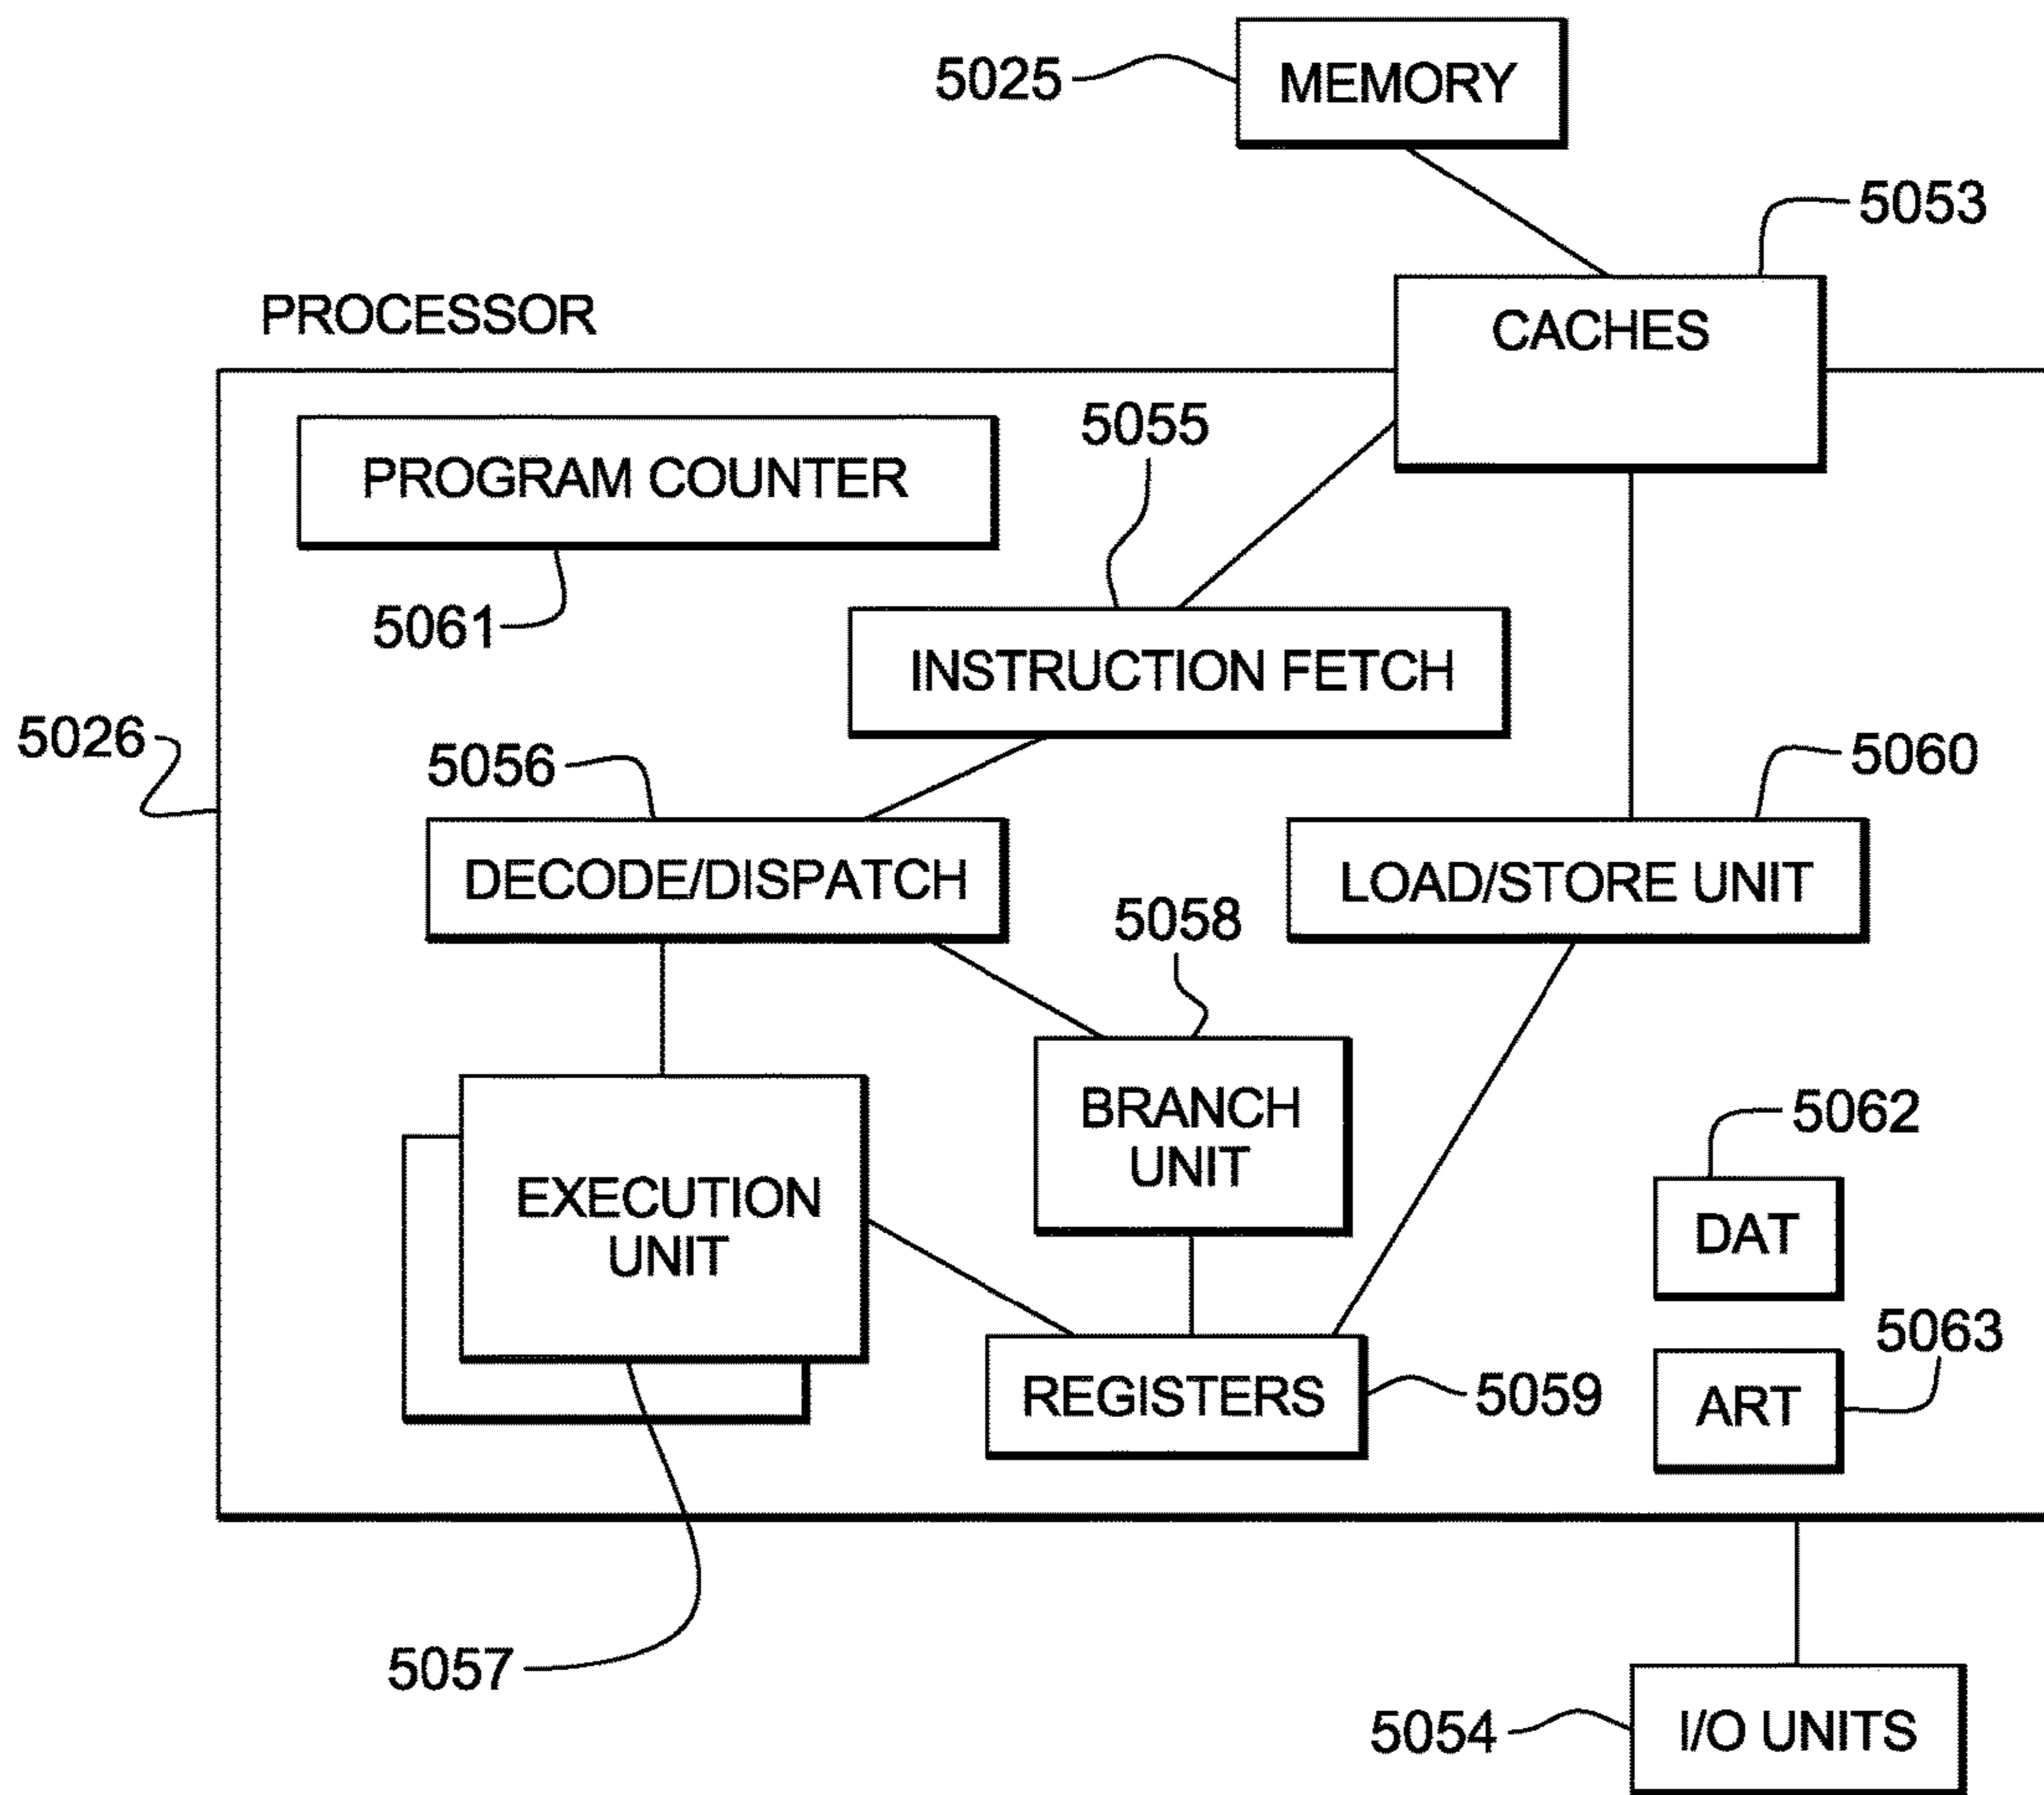 MEMORY
5025
5053
CACHES
PROCESSOR
5055
PROGRAM COUNTER
5061
INSTRUCTION FETCH
5026
5056
5060
DECODE/DISPATCH
LOAD/STORE UNIT
5058
BRANCH
UNIT
5062
EXECUTION
UNIT
DAT
5063
REGISTERS
5059
ART
5057
5054
I/O UNITS